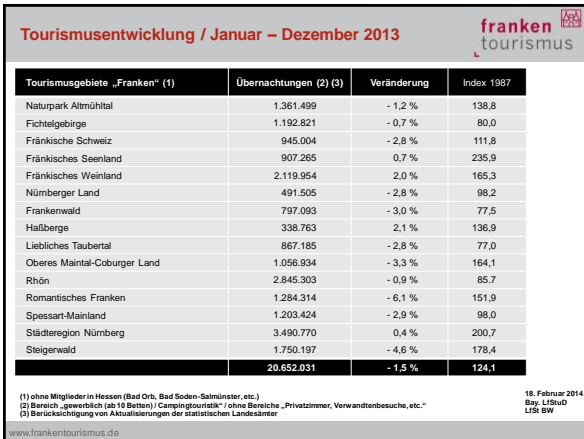 Tourismusentwicklung / Januar – Dezember 2013
franken
tourismus
Tourismusgebiete „Franken“ (1) Übernachtungen (2) (3) Veränderung Index 1987
Naturpark Altmühltal 1.361.499 - 1,2 % 138,8
Fichtelgebirge 1.192.821 - 0,7 % 80,0
Fränkische Schweiz 945.004 - 2,8 % 111,8
Fränkisches Seenland 907.265 0,7 % 235,9
Fränkisches Weinland 2.119.954 2,0 % 165,3
Nürnberger Land 491.505 - 2,8 % 98,2
Frankenwald 797.093 - 3,0 % 77,5
Haßberge 338.763 2,1 % 136,9
Liebliches Taubertal 867.185 - 2,8 % 77,0
Oberes Maintal-Coburger Land 1.056.934 - 3,3 % 164,1
Rhön 2.845.303 - 0,9 % 85.7
Romantisches Franken 1.284.314 - 6,1 % 151,9
Spessart-Mainland 1.203.424 - 2,9 % 98,0
Städteregion Nürnberg 3.490.770 0,4 % 200,7
Steigerwald 1.750.197 - 4,6 % 178,4
20.652.031 - 1,5 % 124,1
(1) ohne Mitglieder in Hessen (Bad Orb, Bad Soden-Salmünster, etc.)
(2) Bereich „gewerblich (ab 10 Betten) / Campingtouristik“ / ohne Bereiche „Privatzimmer, Verwandtenbesuche, etc.“
(3) Berücksichtigung von Aktualisierungen der statistischen Landesämter
18. Februar 2014
Bay. LfStuD
LfSt BW
www.frankentourismus.de